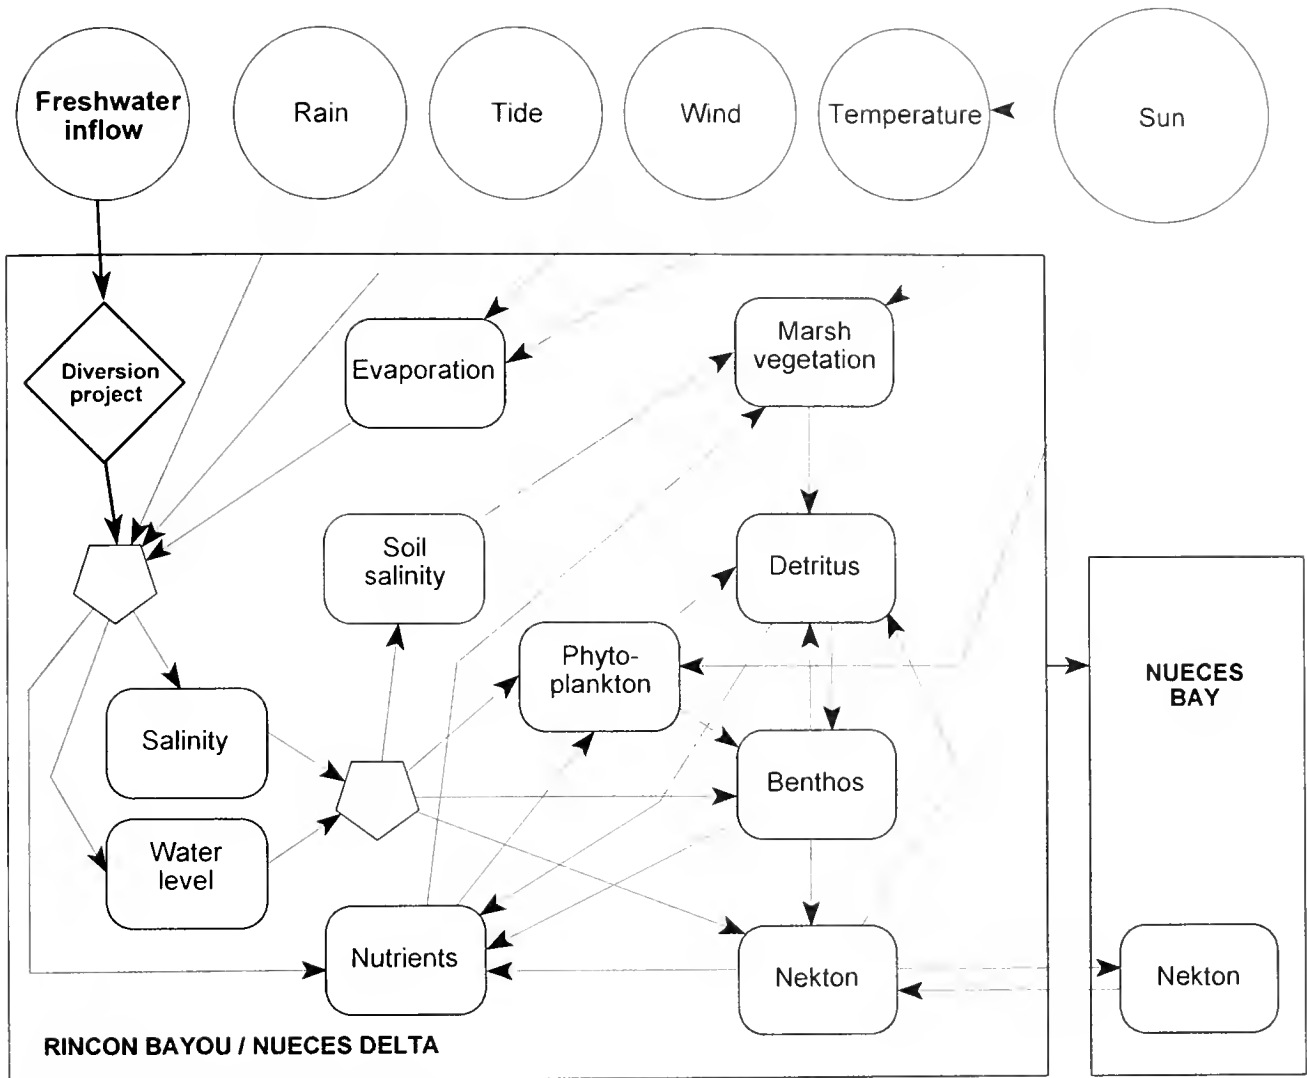 Freshwater
inflow
Rain
Tide
Wind
Temperature
Sun
Diversion
project
Evaporation
Marsh
vegetation
Soil
salinity
Detritus
Phyto-
plankton
NUECES
BAY
Salinity
Benthos
Water
level
Nutrients
Nekton
Nekton
RINCON BAYOU / NUECES DELTA